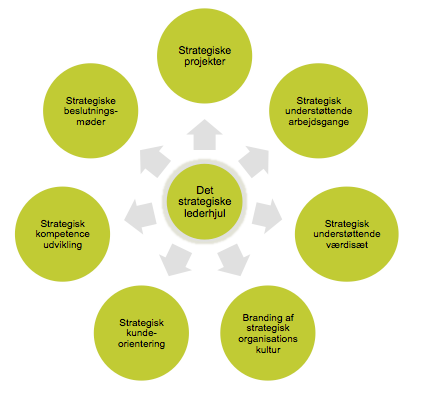 Strategiske
projekter
Strategisk
understøttende
arbejdsgange
Strategisk
understøttende
værdisæt
Branding af
strategisk
organisations
kultur
Strategisk
kunde-
orientering
Strategisk
kompetence
udvikling
Strategiske
beslutnings-
møder
Det
strategiske
lederhjul